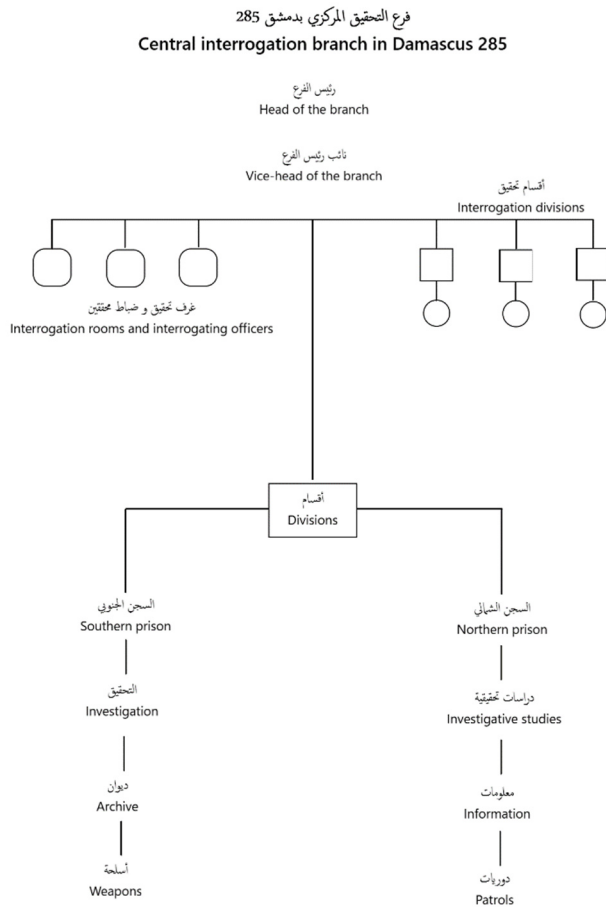 فرع التحقيق المركزي بدمشق 285
Central interrogation branch in Damascus 285
رئيس الفرع
Head of the branch
نائب رئيس الفرع
Vice-head of the branch
أقسام تحقيق
Interrogation divisions
غرف تحقيق و ضباط محققين
Interrogation rooms and interrogating officers
أقسام
Divisions
السجن الجنوبي
Southern prison
التحقيق
Investigation
ديوان
Archive
أسلحة
Weapons
السجن الشمالي
Northern prison
دراسات تحقيقية
Investigative studies
معلومات
Information
دوريات
Patrols